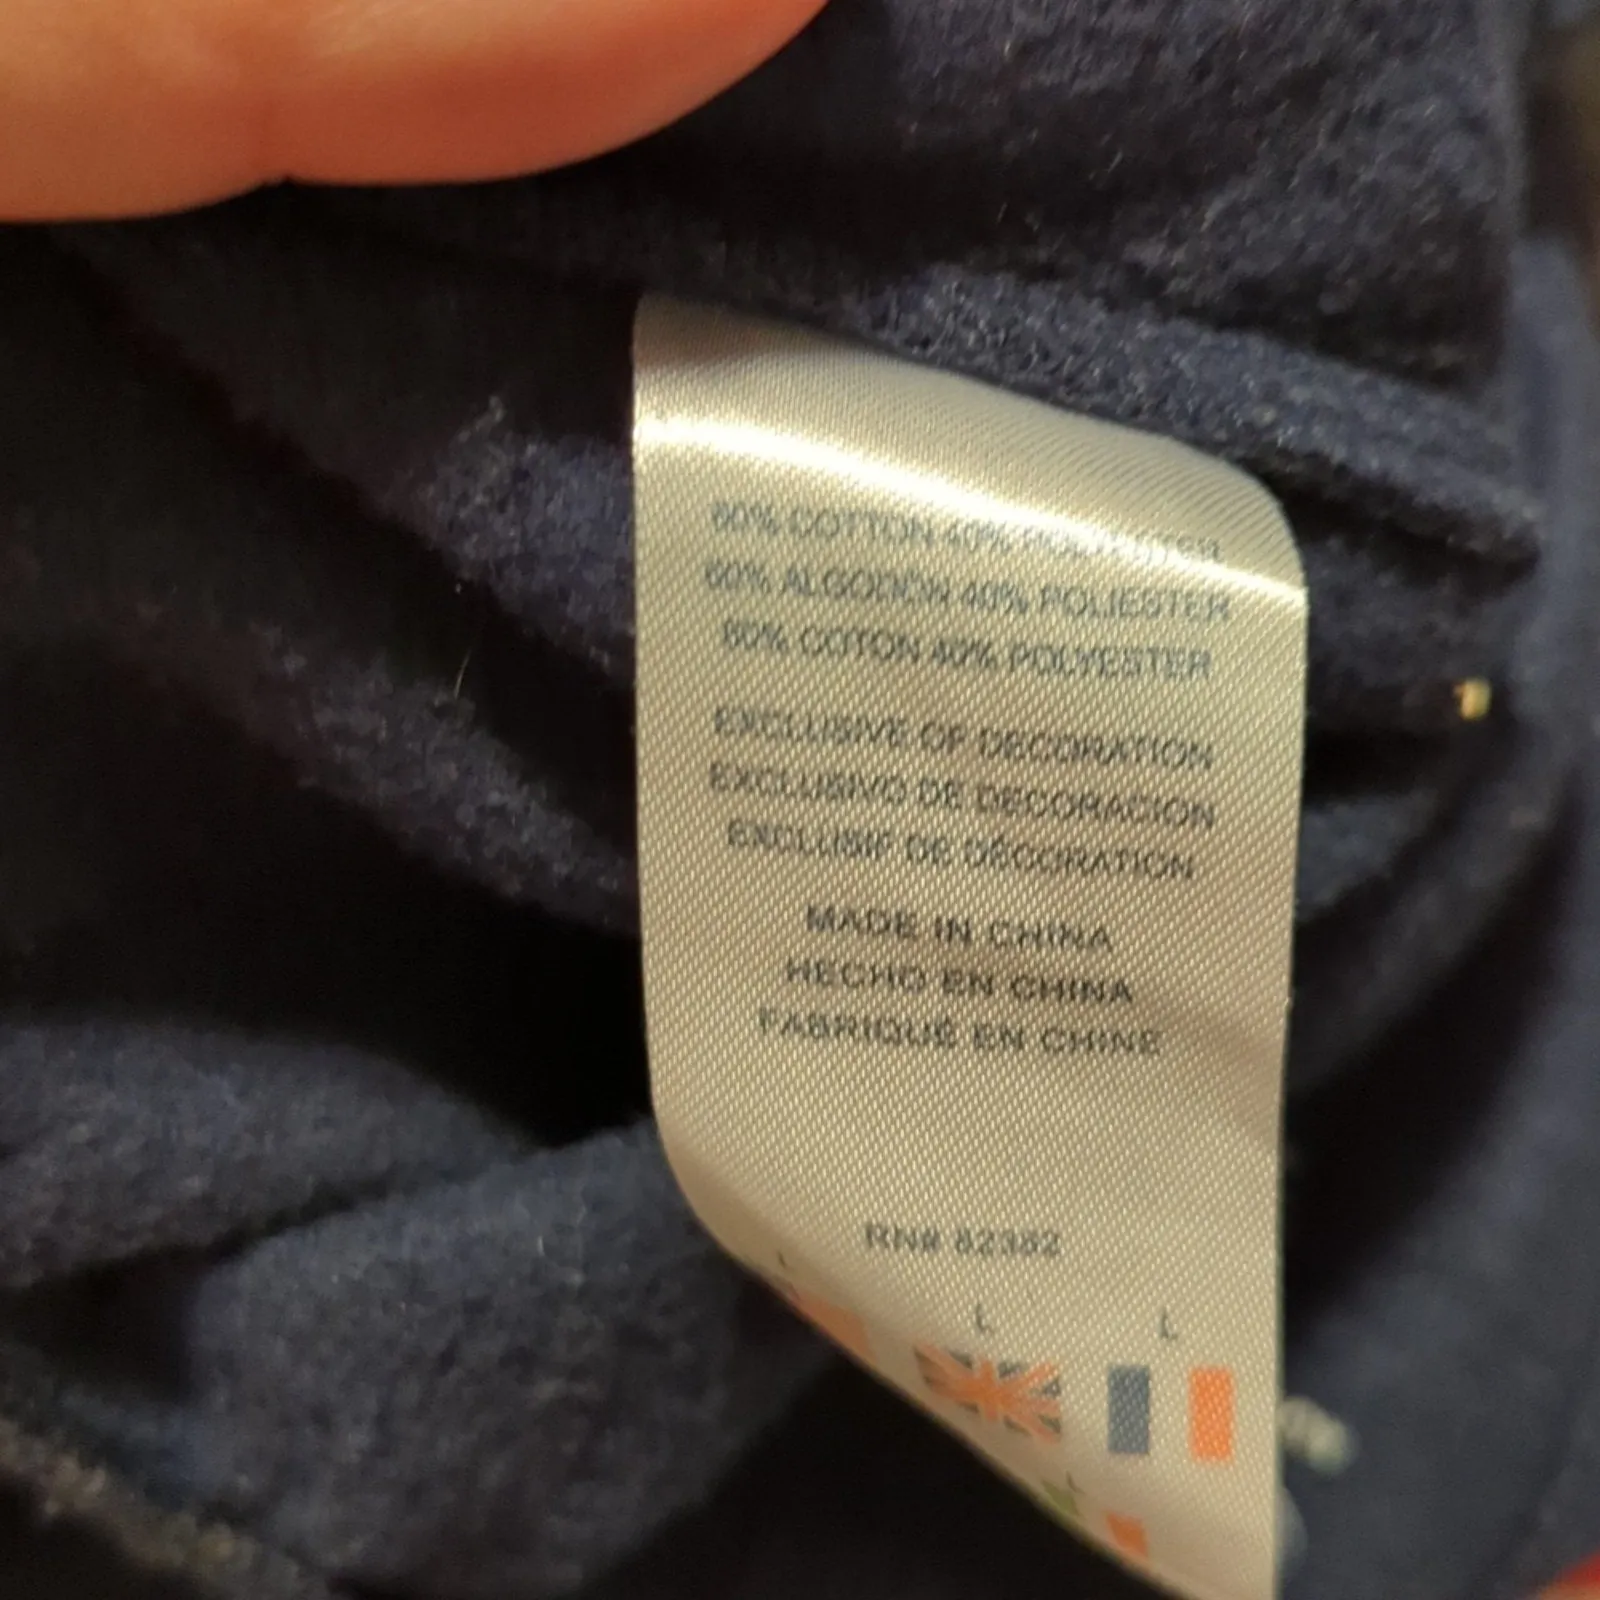 60% COTTON 40% POLYESTER
60% ALGODÓN 40% POLIESTER
60% COTON 40% POLYESTER
EXCLUSIVE OF DECORATION
EXCLUSIVO DE DECORACION
EXCLUSIF DE DÉCORATION
MADE IN CHINA
HECHO EN CHINA
FABRIQUÉ EN CHINE
RN# 82382
L L L
L